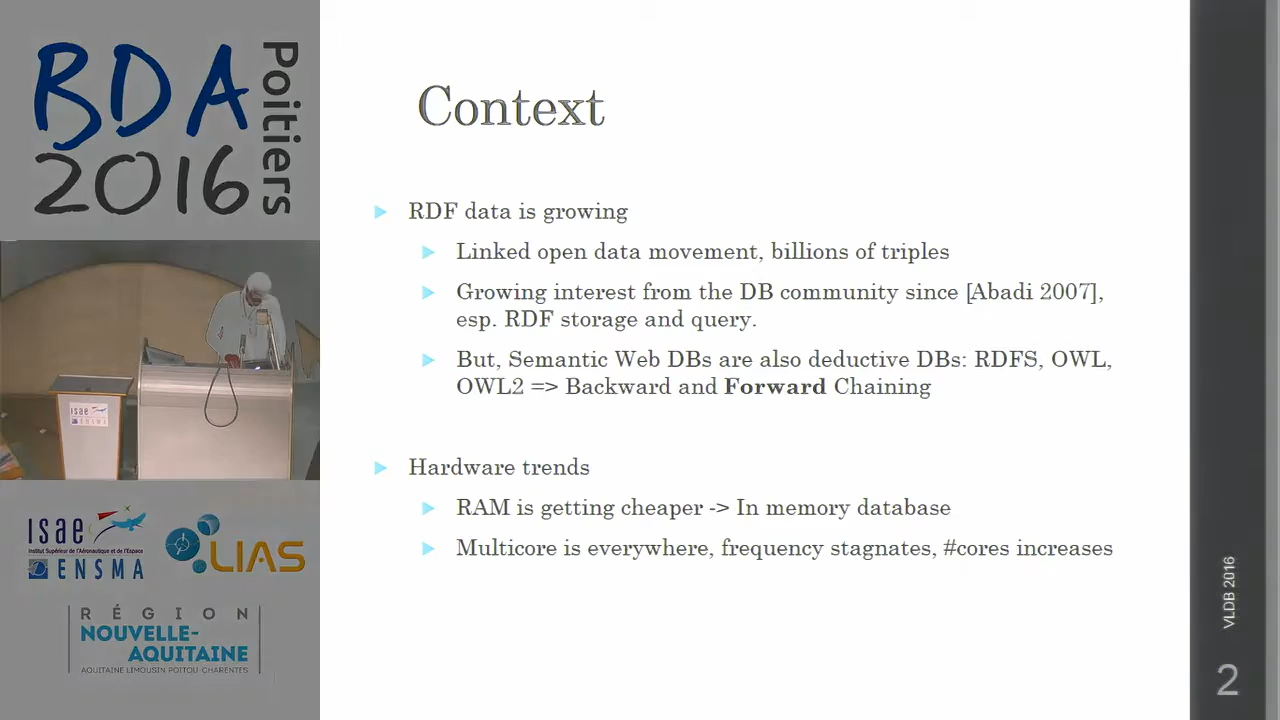 BDA
2016
Poitiers
isae
ENSMA
isae
Institut Supérieur de l'Aéronautique et de l'Espace
ENSMA
LIAS
RÉGION
NOUVELLE-
AQUITAINE
AQUITAINE LIMOUSIN POITOU-CHARENTES
Context
RDF data is growing
Linked open data movement, billions of triples
Growing interest from the DB community since [Abadi 2007],
esp. RDF storage and query.
But, Semantic Web DBs are also deductive DBs: RDFS, OWL,
OWL2 => Backward and Forward Chaining
Hardware trends
RAM is getting cheaper -> In memory database
Multicore is everywhere, frequency stagnates, #cores increases
VLDB 2016
2